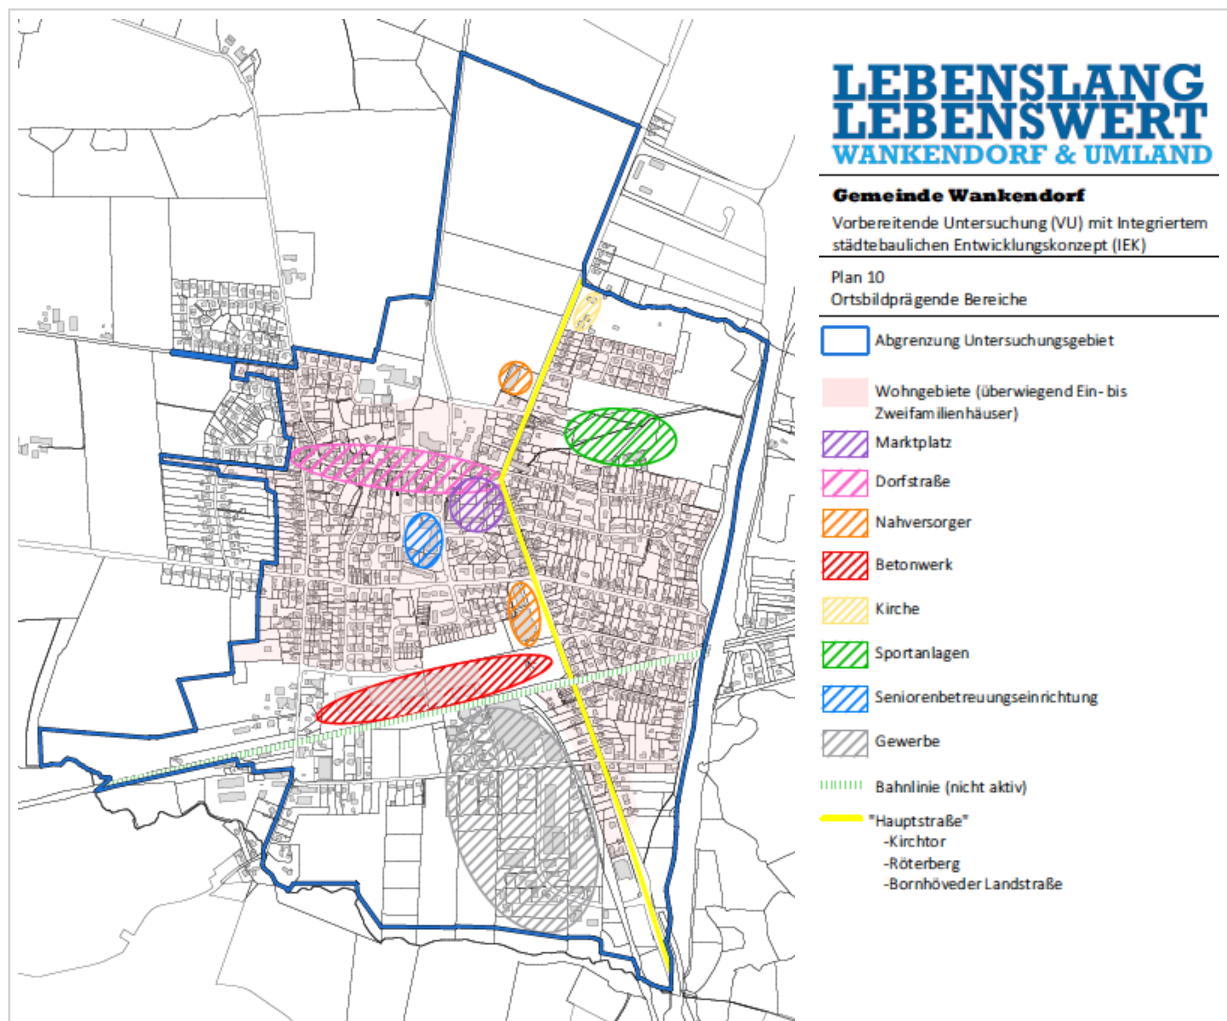 LEBENSLANG
LEBENSWERT
WANKENDORF & UMLAND
Gemeinde Wankendorf
Vorbereitende Untersuchung (VU) mit Integriertem
städtebaulichen Entwicklungskonzept (IEK)
Plan 10
Ortsbildprägende Bereiche
Abgrenzung Untersuchungsgebiet
Wohngebiete (überwiegend Ein- bis
Zweifamilienhäuser)
Marktplatz
Dorfstraße
Nahversorger
Betonwerk
Kirche
Sportanlagen
Seniorenbetreuungseinrichtung
Gewerbe
Bahnlinie (nicht aktiv)
"Hauptstraße"
-Kirchtor
-Röterberg
-Bornhöveder Landstraße